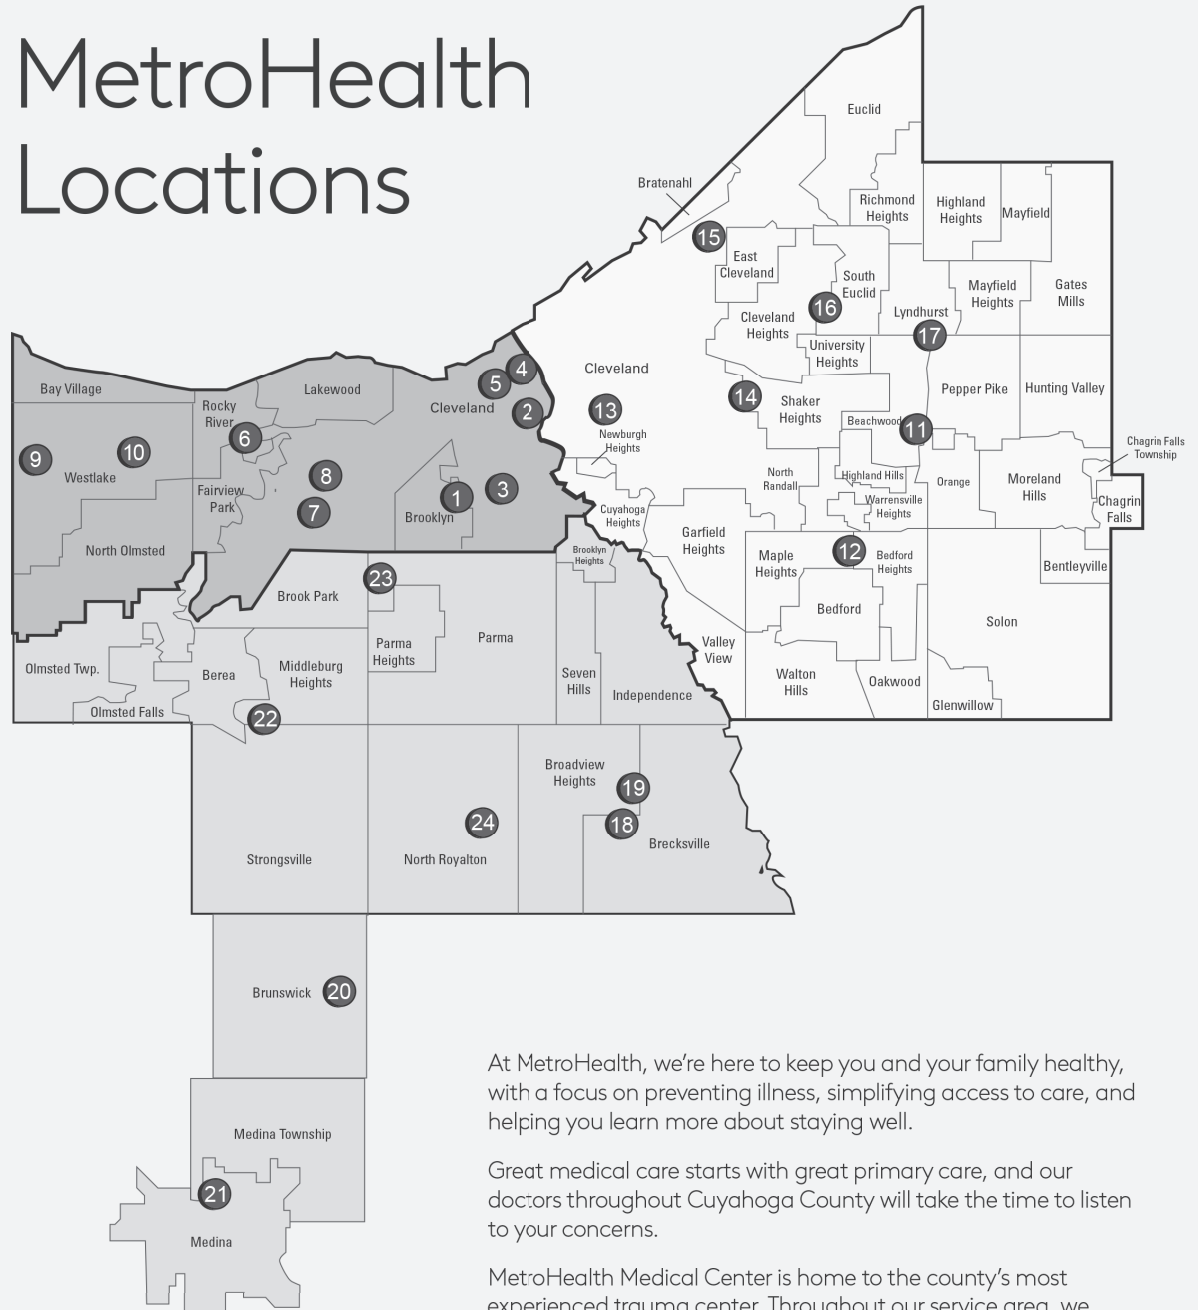 MetroHealth
Locations
Euclid
Bratenahl
Richmond
Heights
Highland
Heights
Mayfield
15
East
Cleveland
South
Euclid
Mayfield
Heights
Gates
Mills
16
Cleveland
Heights
Lyndhurst
17
University
Heights
Cleveland
Pepper Pike
Hunting Valley
14
Shaker
Heights
13
Newburgh
Heights
Beachwood
11
Chagrin Falls
Township
North
Randall
Highland Hills
Orange
Moreland
Hills
Chagrin
Falls
Warrensville
Heights
Cuyahoga
Heights
Garfield
Heights
Maple
Heights
12
Bedford
Heights
Bentleyville
Bedford
Solon
Valley
View
Walton
Hills
Oakwood
Glenwillow
Bay Village
Lakewood
4
5
Cleveland
2
Rocky
River
6
9
10
Westlake
8
Fairview
Park
7
1
3
Brooklyn
North Olmsted
Brooklyn
Heights
23
Brook Park
Parma
Heights
Parma
Olmsted Twp.
Berea
Middleburg
Heights
Seven
Hills
Independence
Olmsted Falls
22
Broadview
Heights
19
18
24
Brecksville
Strongsville
North Royalton
Brunswick
20
Medina Township
21
Medina
At MetroHealth, we’re here to keep you and your family healthy,
with a focus on preventing illness, simplifying access to care, and
helping you learn more about staying well.
Great medical care starts with great primary care, and our
doctors throughout Cuyahoga County will take the time to listen
to your concerns.
MetroHealth Medical Center is home to the county’s most
experienced trauma center. Throughout our service area, we